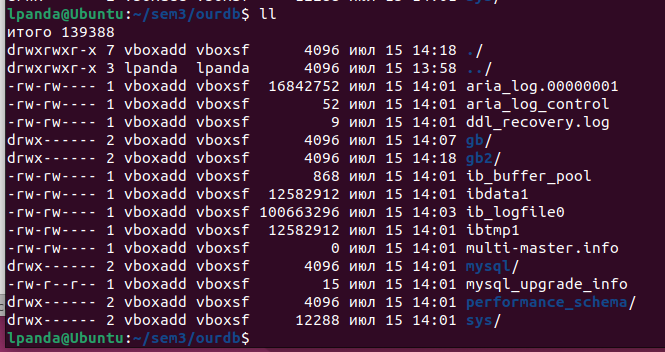 lpanda@Ubuntu:~/sem3/ourdb$ ll
итого 139388
drwxrwxr-x 7 vboxadd vboxsf      4096 июл 15 14:18 ./
drwxrwxr-x 3 lpanda  lpanda      4096 июл 15 13:58 ../
-rw-rw---- 1 vboxadd vboxsf  16842752 июл 15 14:01 aria_log.00000001
-rw-rw---- 1 vboxadd vboxsf        52 июл 15 14:01 aria_log_control
-rw-rw---- 1 vboxadd vboxsf         9 июл 15 14:01 ddl_recovery.log
drwx------ 2 vboxadd vboxsf      4096 июл 15 14:07 gb/
drwx------ 2 vboxadd vboxsf      4096 июл 15 14:18 gb2/
-rw-rw---- 1 vboxadd vboxsf       868 июл 15 14:01 ib_buffer_pool
-rw-rw---- 1 vboxadd vboxsf  12582912 июл 15 14:01 ibdata1
-rw-rw---- 1 vboxadd vboxsf 100663296 июл 15 14:03 ib_logfile0
-rw-rw---- 1 vboxadd vboxsf  12582912 июл 15 14:01 ibtmp1
-rw-rw---- 1 vboxadd vboxsf         0 июл 15 14:01 multi-master.info
drwx------ 2 vboxadd vboxsf      4096 июл 15 14:01 mysql/
-rw-r--r-- 1 vboxadd vboxsf        15 июл 15 14:01 mysql_upgrade_info
drwx------ 2 vboxadd vboxsf      4096 июл 15 14:01 performance_schema/
drwx------ 2 vboxadd vboxsf     12288 июл 15 14:01 sys/
lpanda@Ubuntu:~/sem3/ourdb$